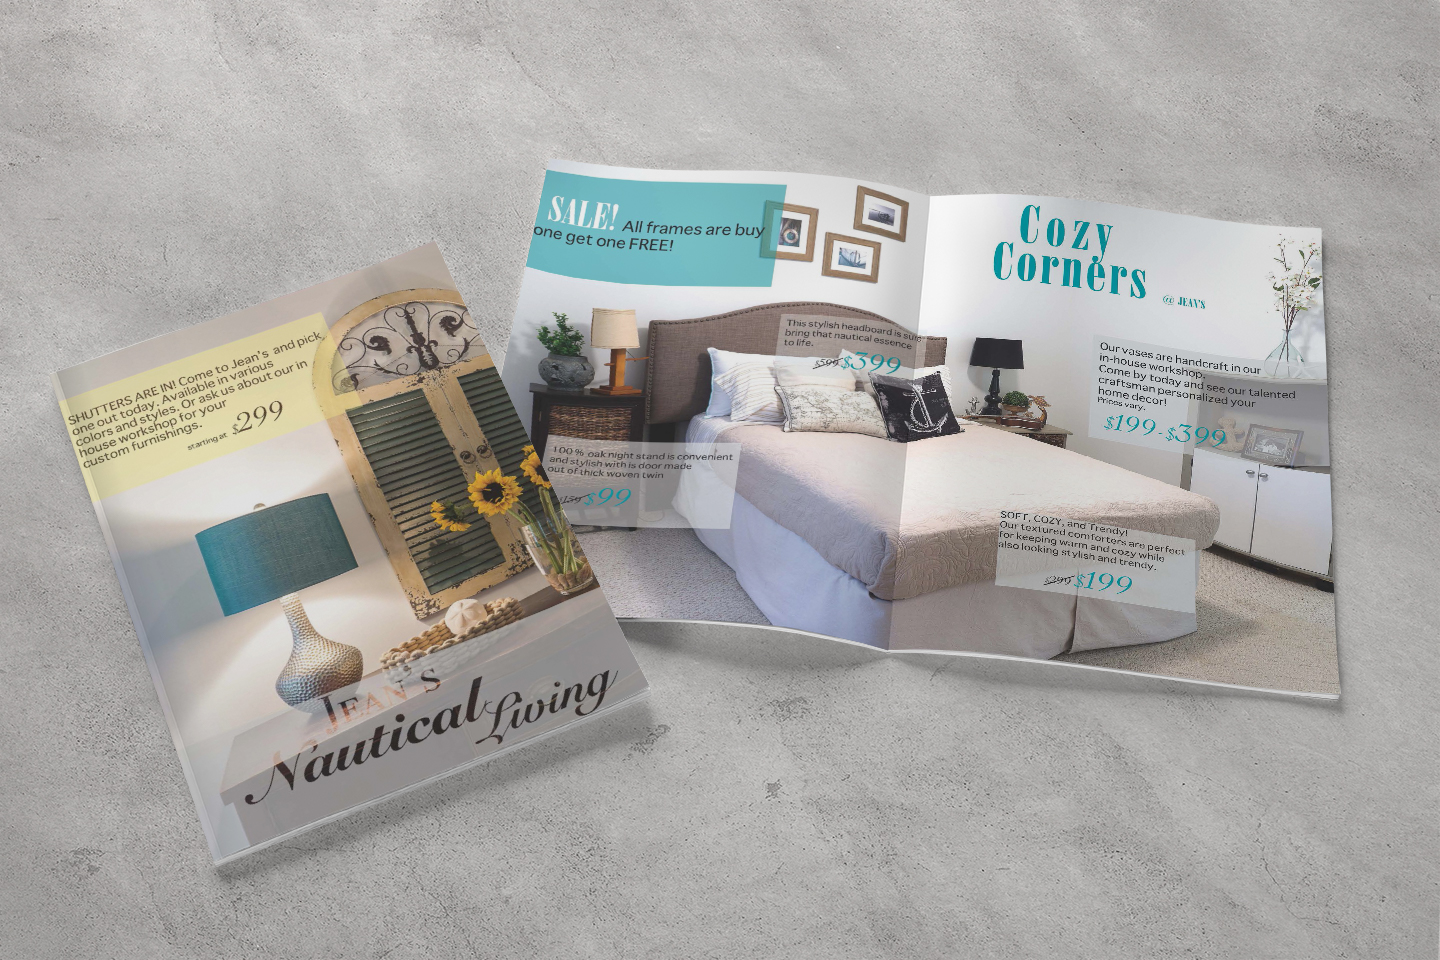 SHUTTERS ARE IN! Come to Jean's and pick
one out today. Available in various
colors and styles. Or ask us about our in
house workshop for your
custom furnishings.
starting at $299
JEAN'S
Nautical Living
SALE! All frames are buy
one get one FREE!
This stylish headboard is sure
bring that nautical essence
to life.
$599 $399
100 % oak night stand is convenient
and stylish with is door made
out of thick woven twin
$159 $99
Cozy
Corners
@ JEAN'S
Our vases are handcraft in our
in-house workshop.
Come by today and see our talented
craftsman personalized your
home decor!
Prices vary.
$199-$399
SOFT, COZY, and Trendy!
Our textured comforters are perfect
for keeping warm and cozy while
also looking stylish and trendy.
$299 $199